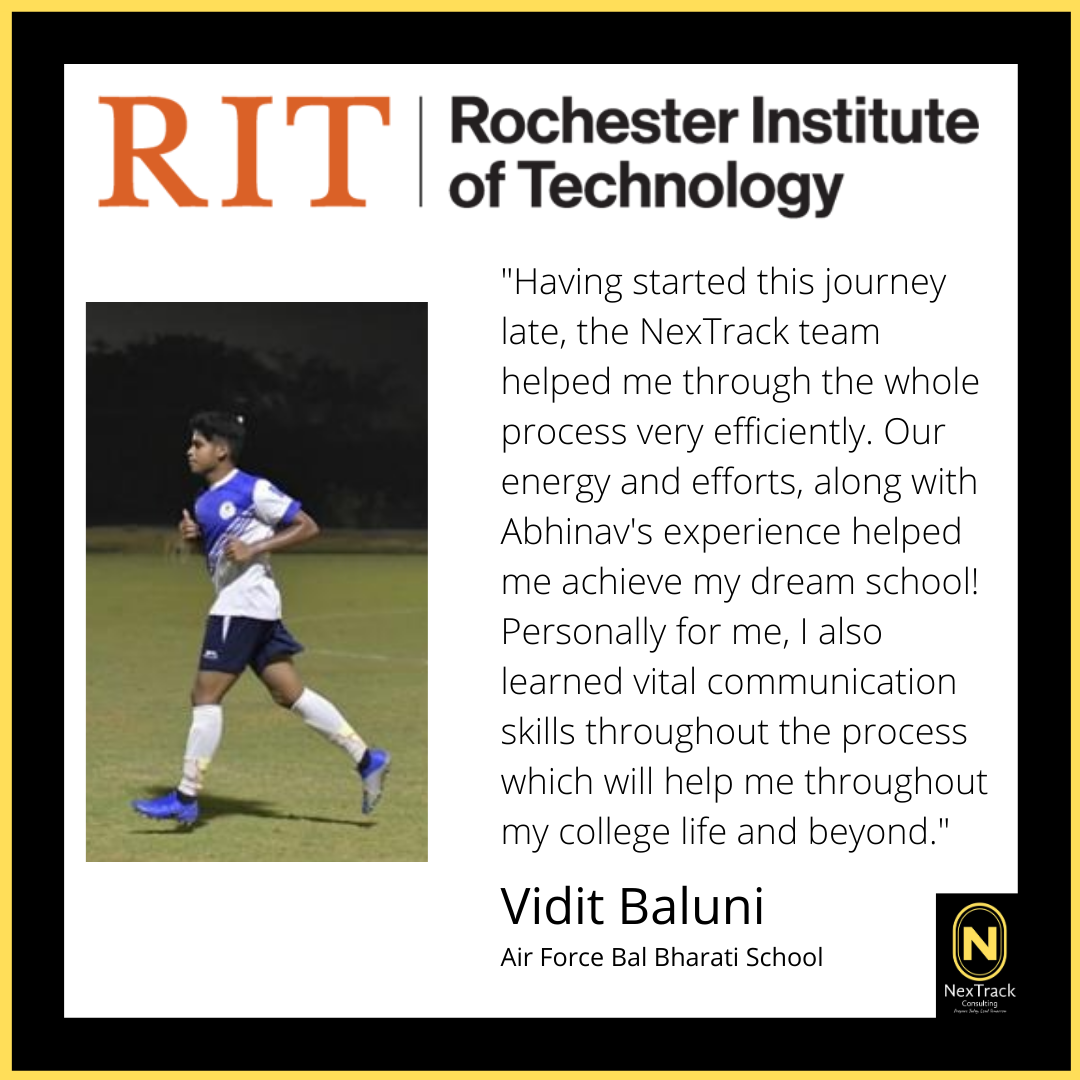 RIT
Rochester Institute
of Technology
"Having started this journey
late, the NexTrack team
helped me through the whole
process very efficiently. Our
energy and efforts, along with
Abhinav's experience helped
me achieve my dream school!
Personally for me, I also
learned vital communication
skills throughout the process
which will help me throughout
my college life and beyond."
Vidit Baluni
Air Force Bal Bharati School
N
NexTrack
Consulting